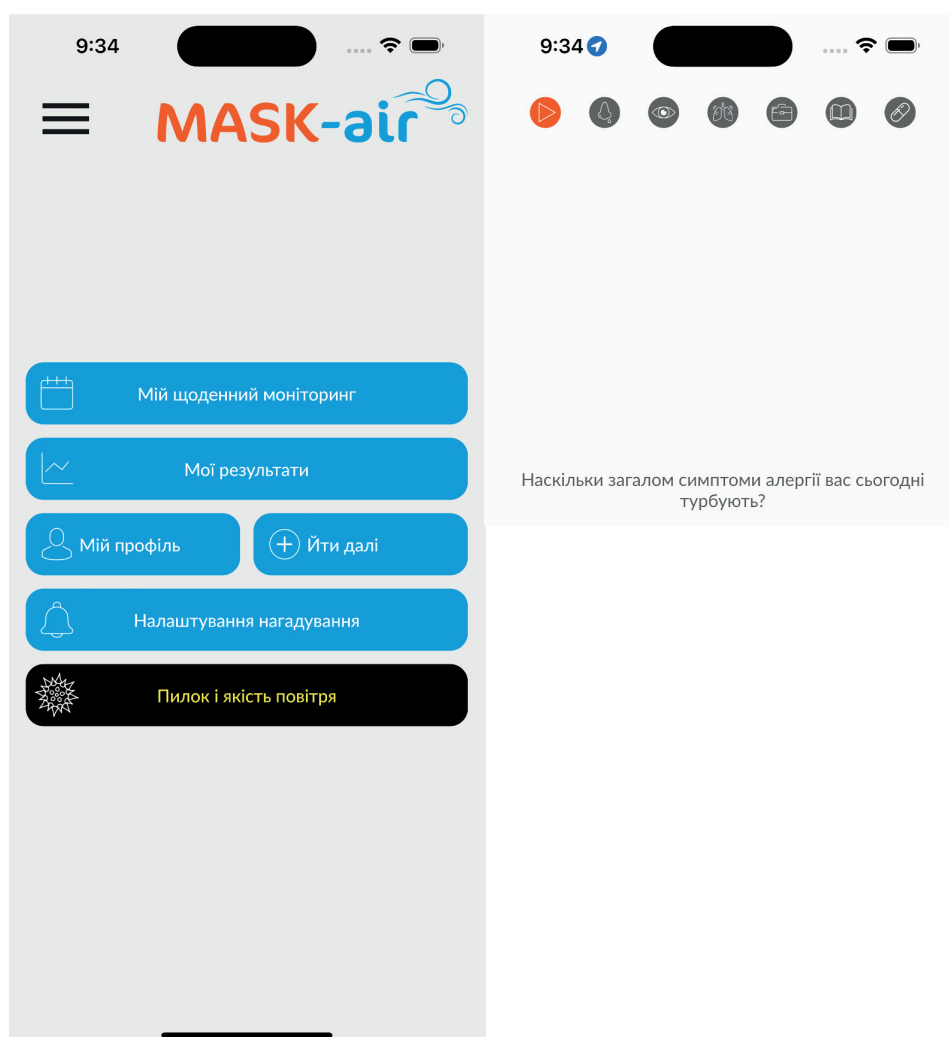 9:34
MASK-air
Мій щоденний моніторинг
Мої результати
Мій профіль
Йти далі
Налаштування нагадування
Пилок і якість повітря
9:34
Наскільки загалом симптоми алергії вас сьогодні
турбують?